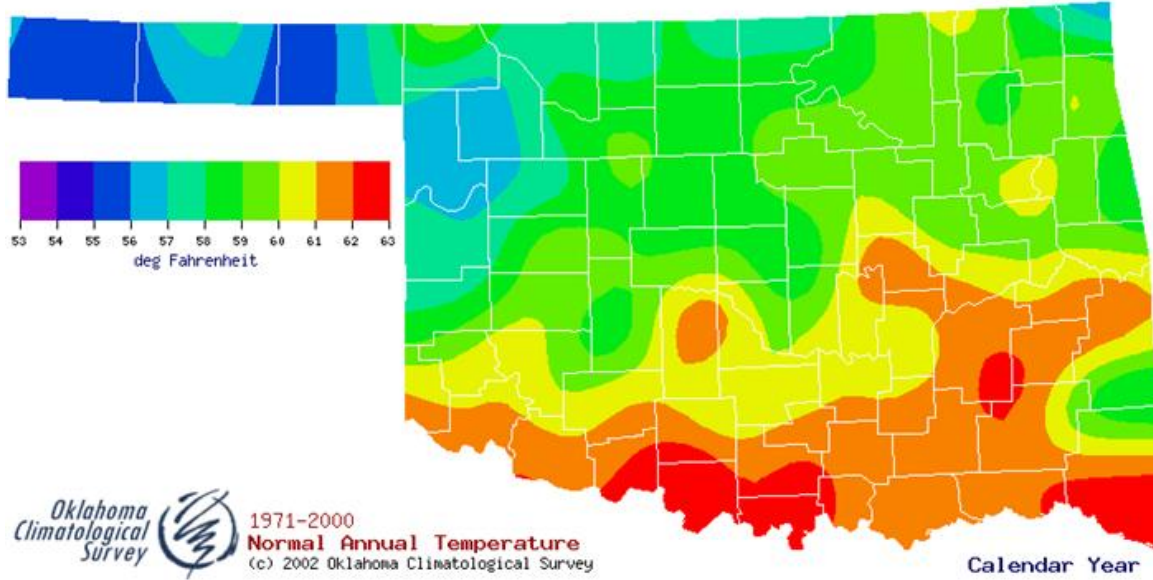 53 54 55 56 57 58 59 60 61 62 63
deg Fahrenheit
Oklahoma
Climatological
Survey
1971-2000
Normal Annual Temperature
(c) 2002 Oklahoma Climatological Survey
Calendar Year